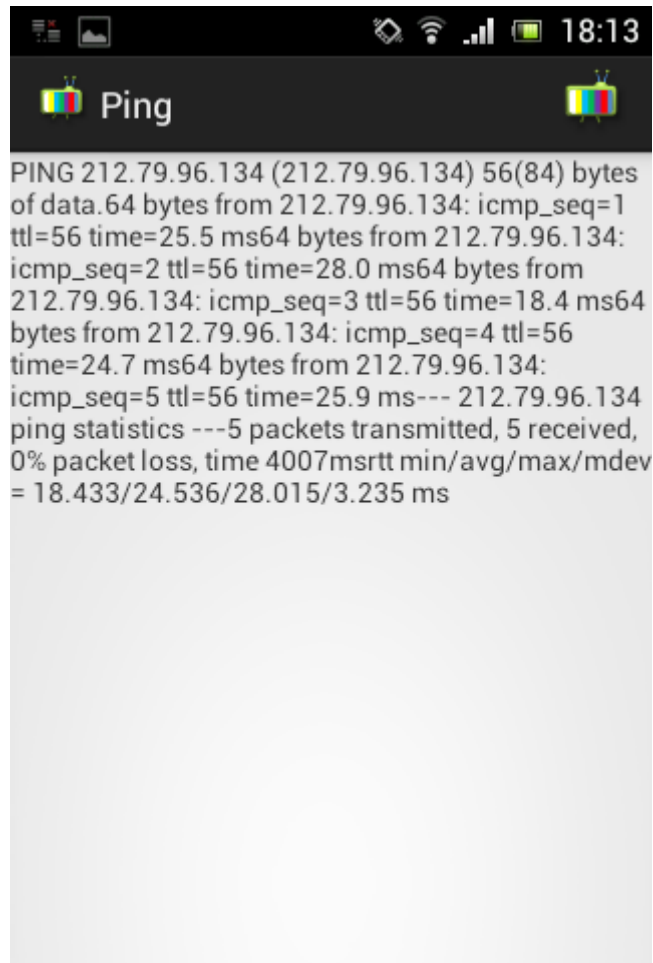 18:13
Ping
PING 212.79.96.134 (212.79.96.134) 56(84) bytes
of data.64 bytes from 212.79.96.134: icmp_seq=1
ttl=56 time=25.5 ms64 bytes from 212.79.96.134:
icmp_seq=2 ttl=56 time=28.0 ms64 bytes from
212.79.96.134: icmp_seq=3 ttl=56 time=18.4 ms64
bytes from 212.79.96.134: icmp_seq=4 ttl=56
time=24.7 ms64 bytes from 212.79.96.134:
icmp_seq=5 ttl=56 time=25.9 ms--- 212.79.96.134
ping statistics ---5 packets transmitted, 5 received,
0% packet loss, time 4007msrtt min/avg/max/mdev
= 18.433/24.536/28.015/3.235 ms